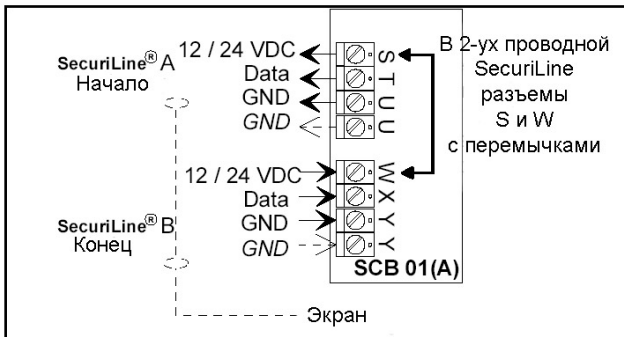 SecuriLine® A
Начало
12 / 24 VDC
Data
GND
GND
S
T
U
U
В 2-ух проводной
SecuriLine
разъемы
S и W
с перемычками
SecuriLine® B
Конец
12 / 24 VDC
Data
GND
GND
W
X
Y
Y
SCB 01(A)
Экран